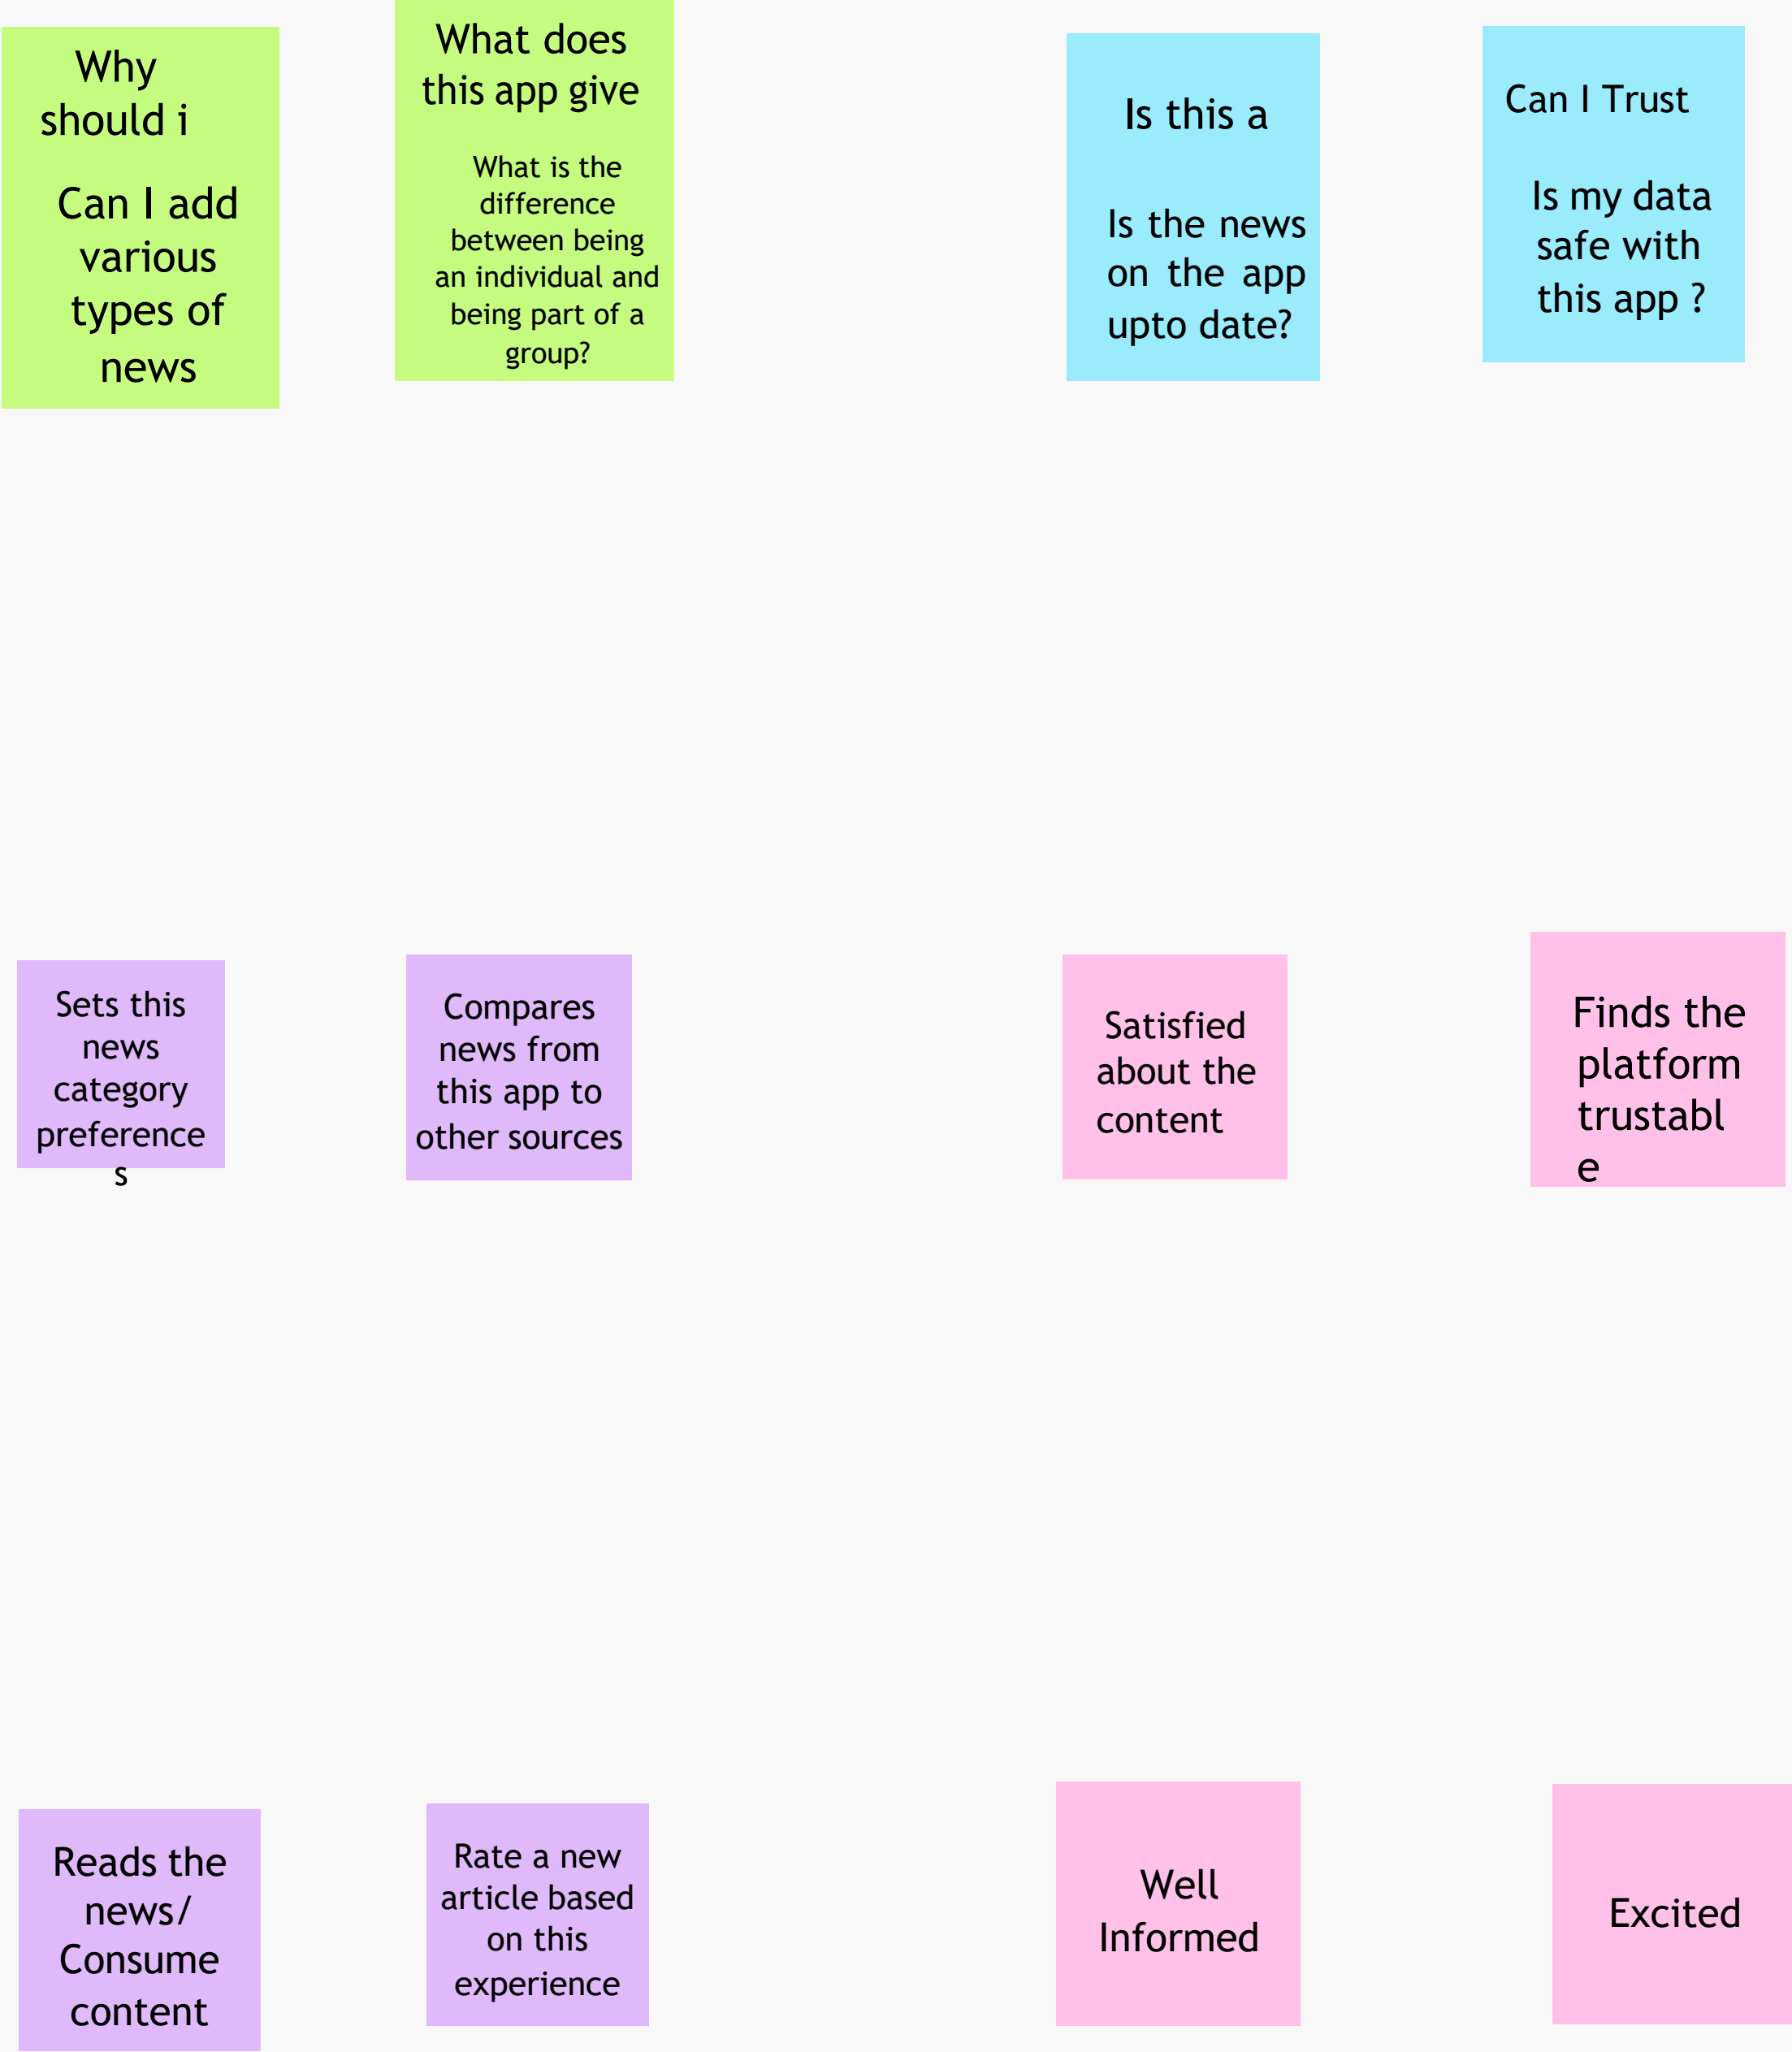 Why
should i
Can I add
various
types of
news
What does
this app give
What is the
difference
between being
an individual and
being part of a
group?
Is this a
Is the news
on the app
upto date?
Can I Trust
Is my data
safe with
this app ?
Sets this
news
category
preference
s
Compares
news from
this app to
other sources
Satisfied
about the
content
Finds the
platform
trustabl
e
Reads the
news/
Consume
content
Rate a new
article based
on this
experience
Well
Informed
Excited